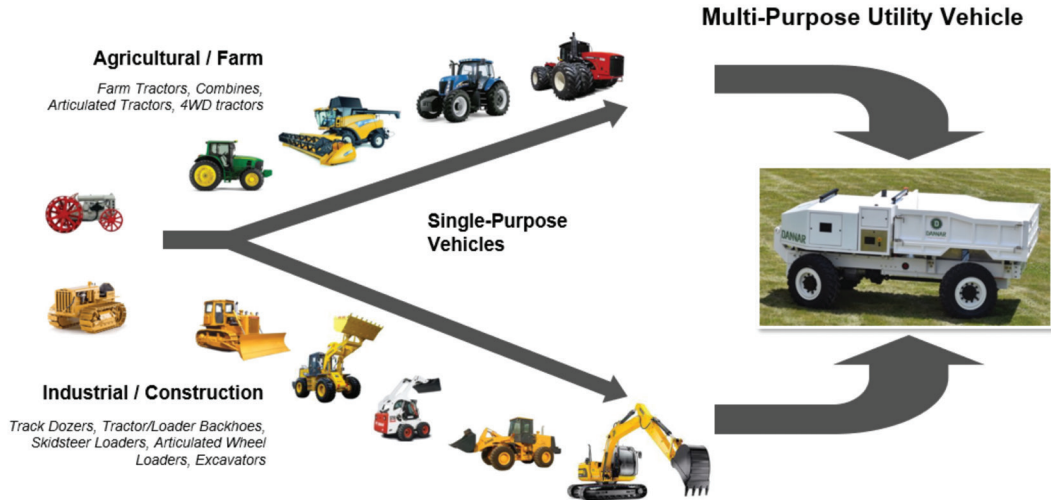 Multi-Purpose Utility Vehicle
Agricultural / Farm
Farm Tractors, Combines,
Articulated Tractors, 4WD tractors
Single-Purpose
Vehicles
DANNAR
D
DANNAR
Industrial / Construction
Track Dozers, Tractor/Loader Backhoes,
Skidsteer Loaders, Articulated Wheel
Loaders, Excavators